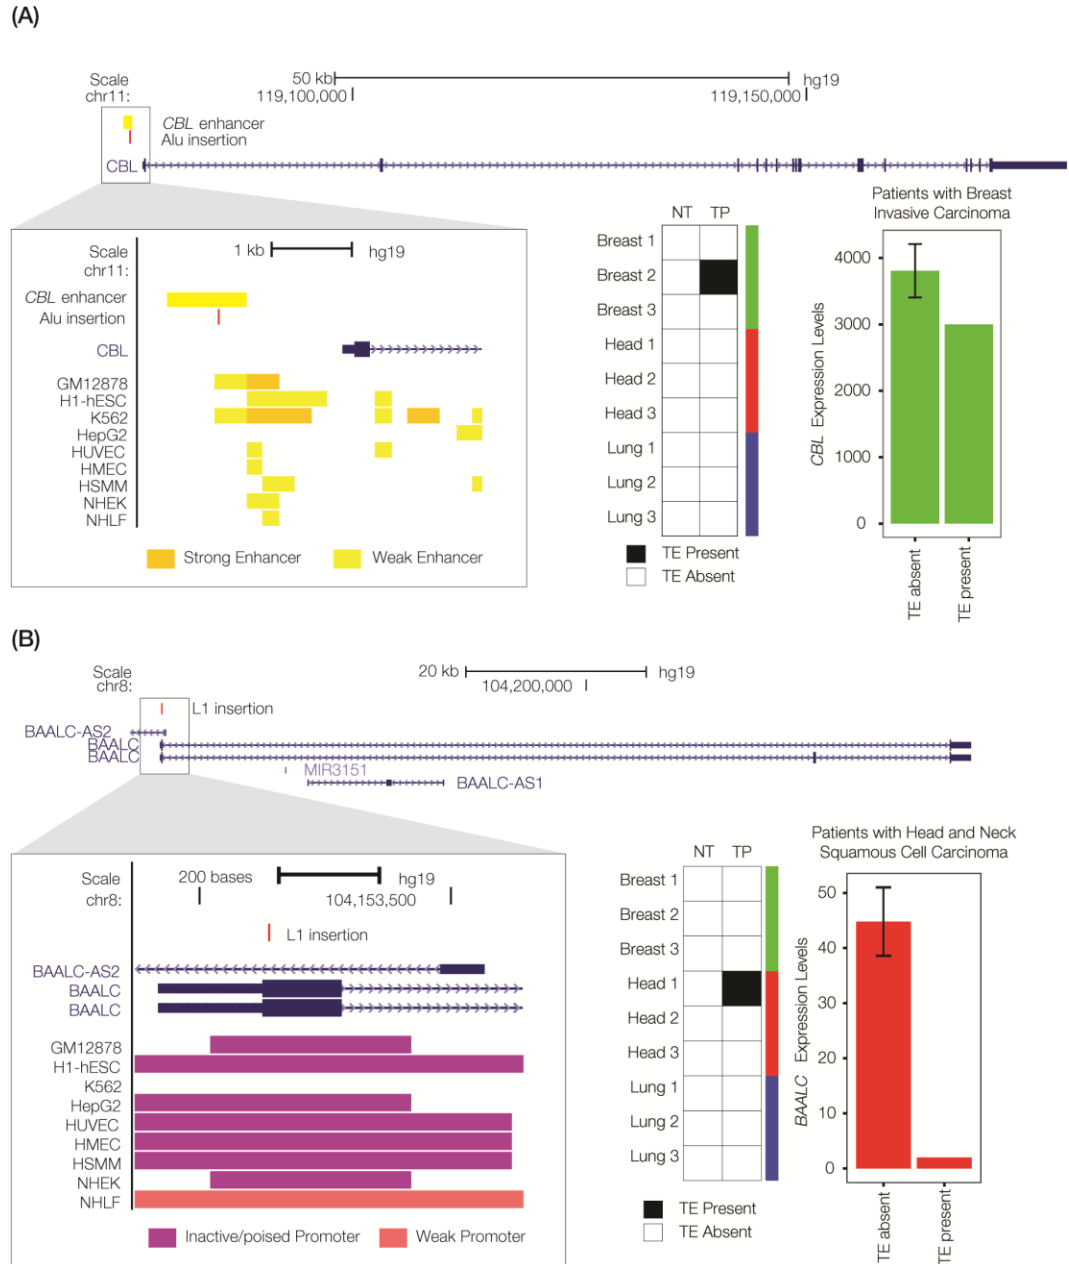 (A)
Scale
chr11:
50 kb
hg19
119,100,000
119,150,000
CBL enhancer
Alu insertion
CBL
Scale
chr11:
1 kb
hg19
CBL enhancer
Alu insertion
CBL
GM12878
H1-hESC
K562
HepG2
HUVEC
HMEC
HSMM
NHEK
NHLF
Strong Enhancer
Weak Enhancer
NT TP
Breast 1
Breast 2
Breast 3
Head 1
Head 2
Head 3
Lung 1
Lung 2
Lung 3
TE Present
TE Absent
Patients with Breast
Invasive Carcinoma
CBL Expression Levels
4000
3000
2000
1000
0
TE absent
TE present
(B)
Scale
chr8:
20 kb
hg19
104,200,000
L1 insertion
BAALC-AS2
BAALC
BAALC
MIR3151
BAALC-AS1
Scale
chr8:
200 bases
hg19
104,153,500
L1 insertion
BAALC-AS2
BAALC
BAALC
GM12878
H1-hESC
K562
HepG2
HUVEC
HMEC
HSMM
NHEK
NHLF
Inactive/poised Promoter
Weak Promoter
NT TP
Breast 1
Breast 2
Breast 3
Head 1
Head 2
Head 3
Lung 1
Lung 2
Lung 3
TE Present
TE Absent
Patients with Head and Neck
Squamous Cell Carcinoma
BAALC Expression Levels
50
40
30
20
10
0
TE absent
TE present